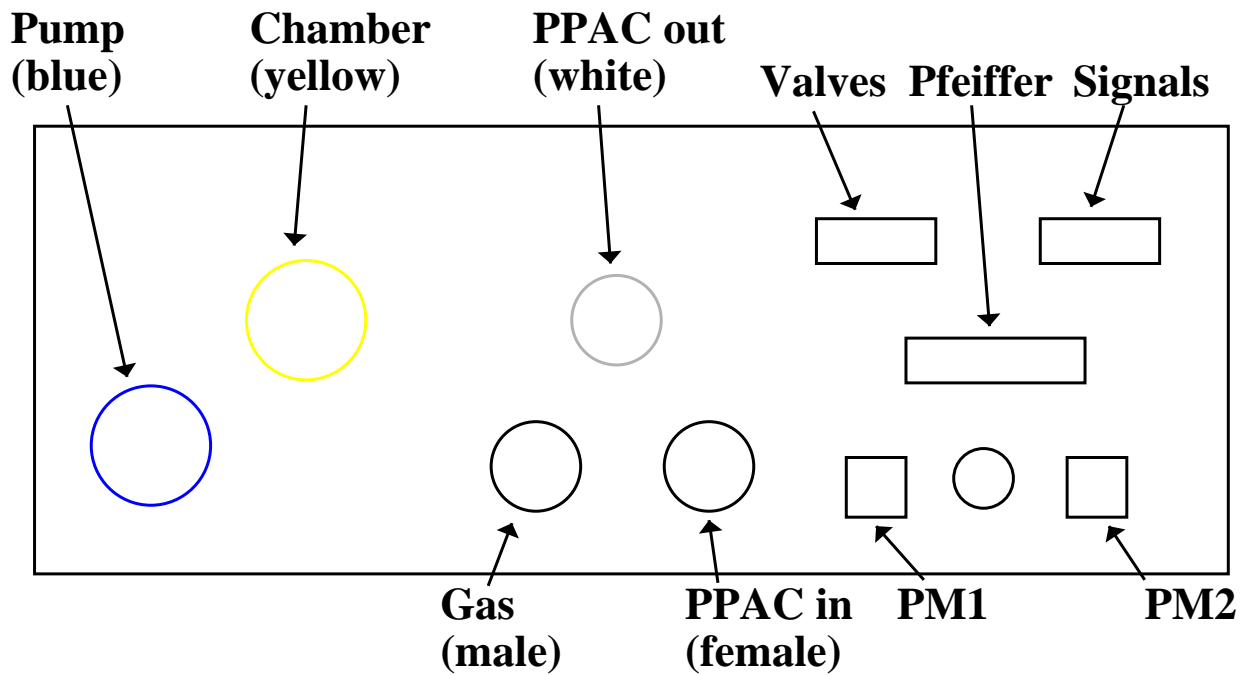 Pump
(blue)
Chamber
(yellow)
PPAC out
(white)
Valves
Pfeiffer
Signals
Gas
(male)
PPAC in
(female)
PM1
PM2